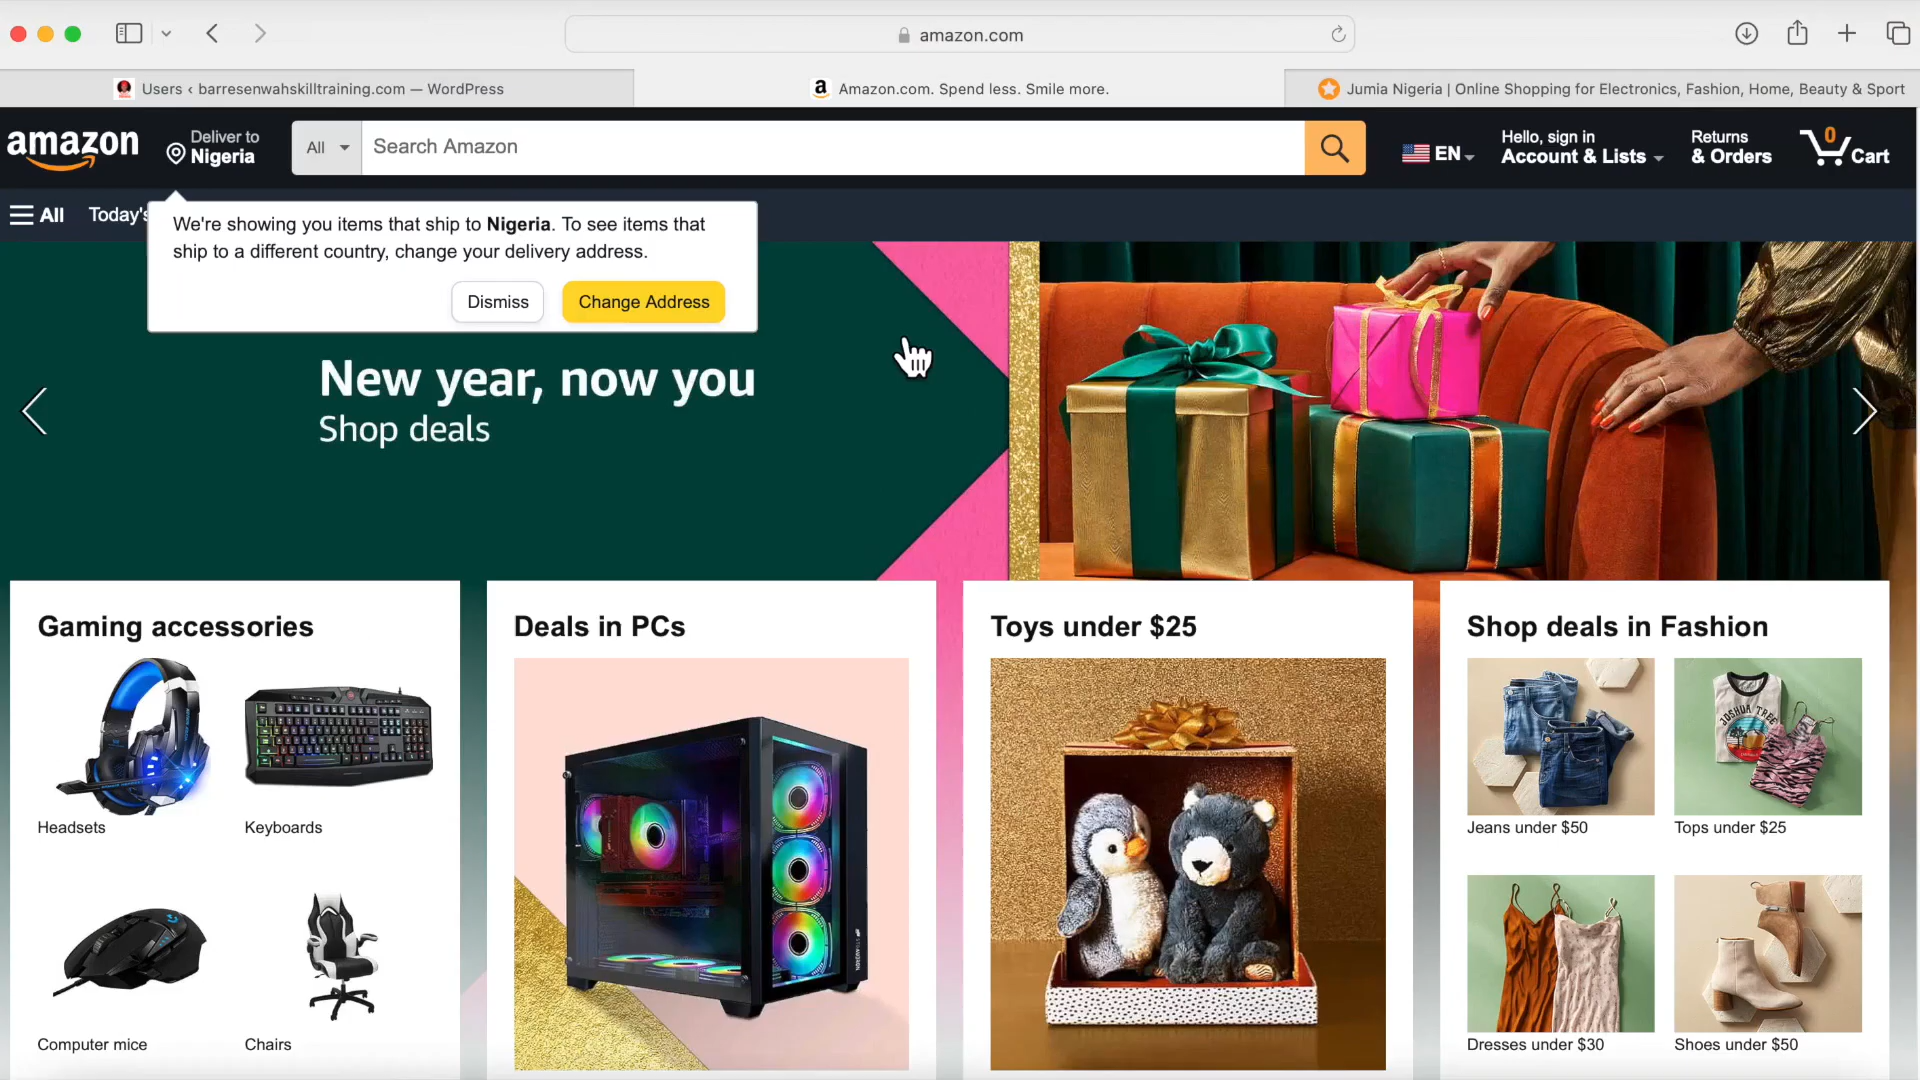 amazon.com
Users ‹ barresenwahskilltraining.com — WordPress
a Amazon.com. Spend less. Smile more.
Jumia Nigeria | Online Shopping for Electronics, Fashion, Home, Beauty & Sport
amazon
Deliver to
Nigeria
All
Search Amazon
EN
Hello, sign in
Account & Lists
Returns
& Orders
0
Cart
All
Today's
We're showing you items that ship to Nigeria. To see items that
ship to a different country, change your delivery address.
Dismiss
Change Address
New year, now you
Shop deals
Gaming accessories
Headsets
Keyboards
Computer mice
Chairs
Deals in PCs
Toys under $25
Shop deals in Fashion
JOSHUA TREE
Jeans under $50
Tops under $25
Dresses under $30
Shoes under $50